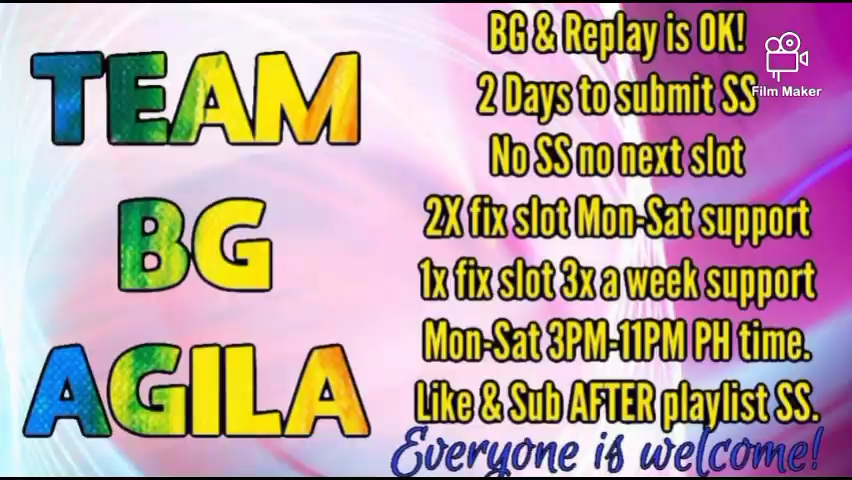 TEAM
BG
AGILA
BG & Replay is OK!
2 Days to submit SS
No SS no next slot
2X fix slot Mon-Sat support
1x fix slot 3x a week support
Mon-Sat 3PM-11PM PH time.
Like & Sub AFTER playlist SS.
Everyone is welcome!
Film Maker